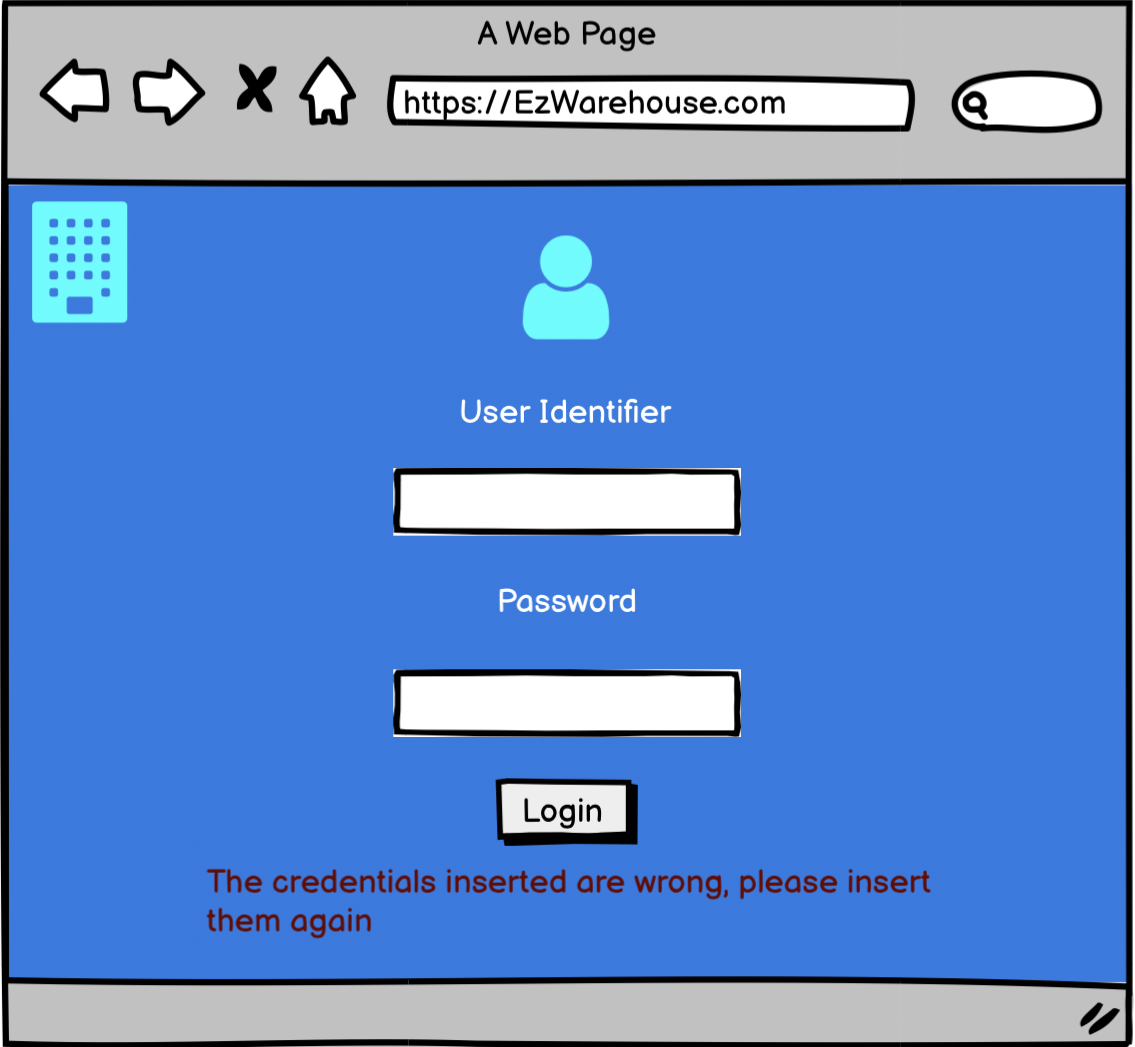 A Web Page
https://EzWarehouse.com
User Identifier
Password
Login
The credentials inserted are wrong, please insert
them again